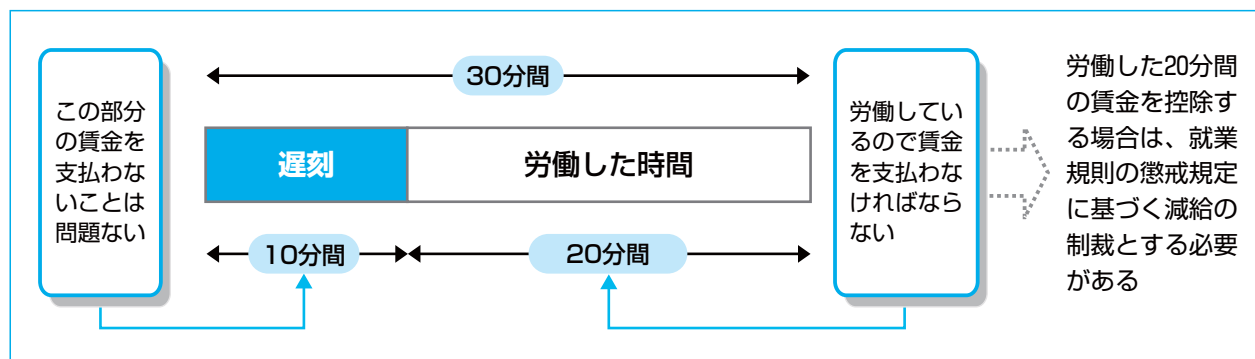 この部分
の賃金を
支払わな
いことは
問題ない
30分間
遅刻
労働した時間
10分間
20分間
労働してい
るので賃金
を支払わな
ければなら
ない
労働した20分間
の賃金を控除す
る場合は、就業
規則の懲戒規定
に基づく減給の
制裁とする必要
がある